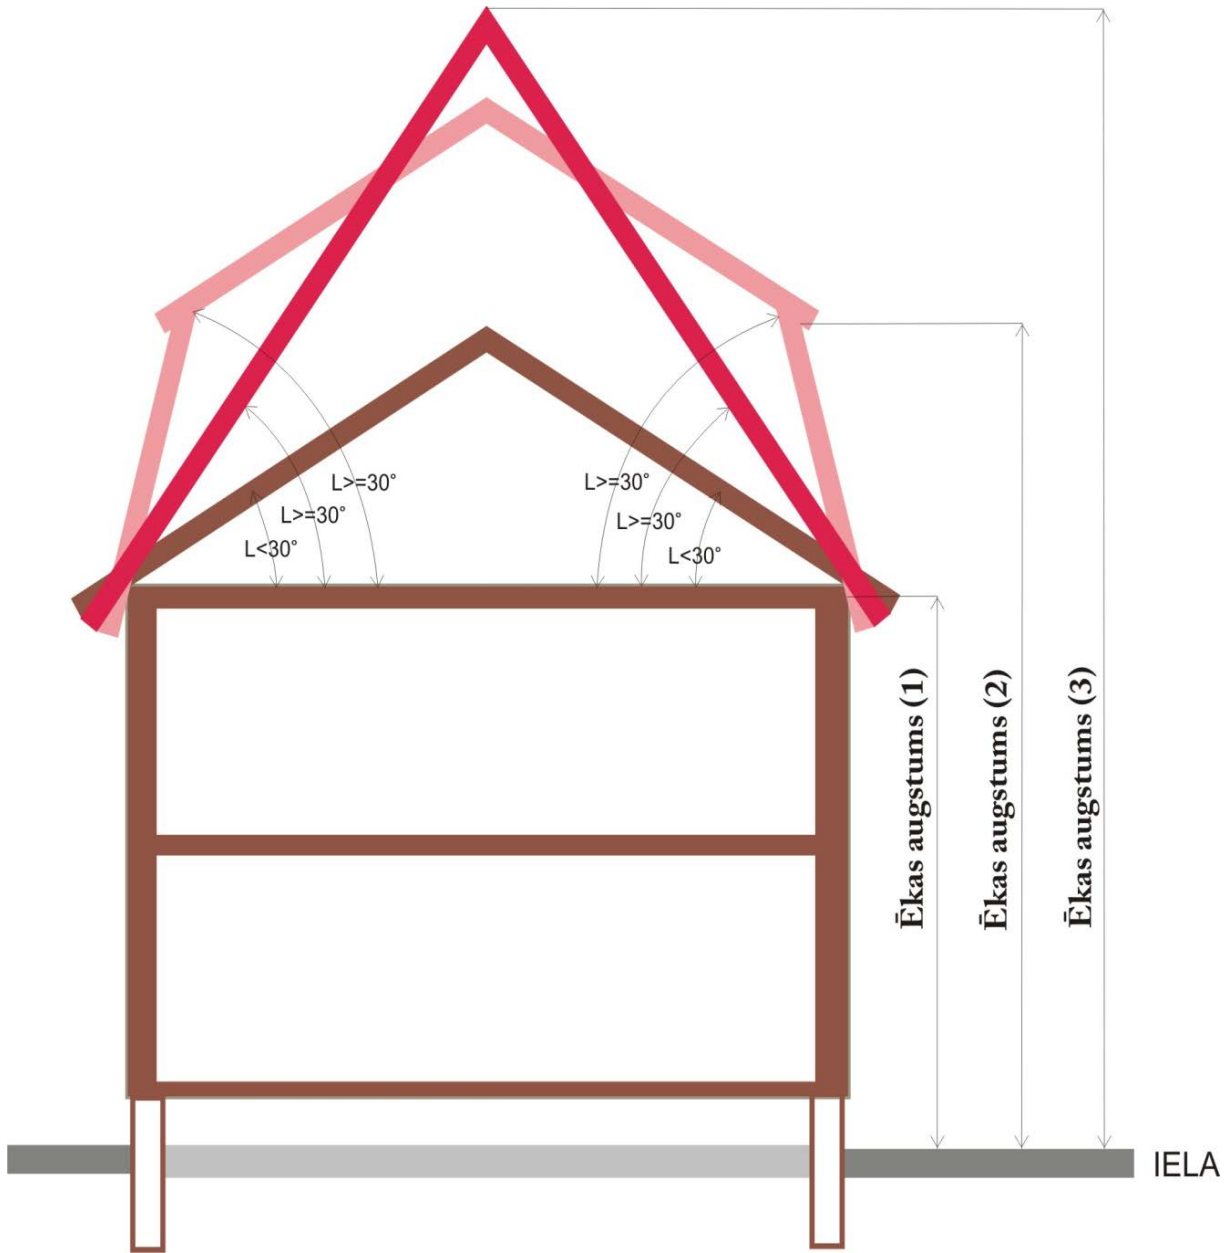 L>=30°
L>=30°
L>=30°
L>=30°
L<30°
L<30°
Ēkas augstums (1)
Ēkas augstums (2)
Ēkas augstums (3)
IELA